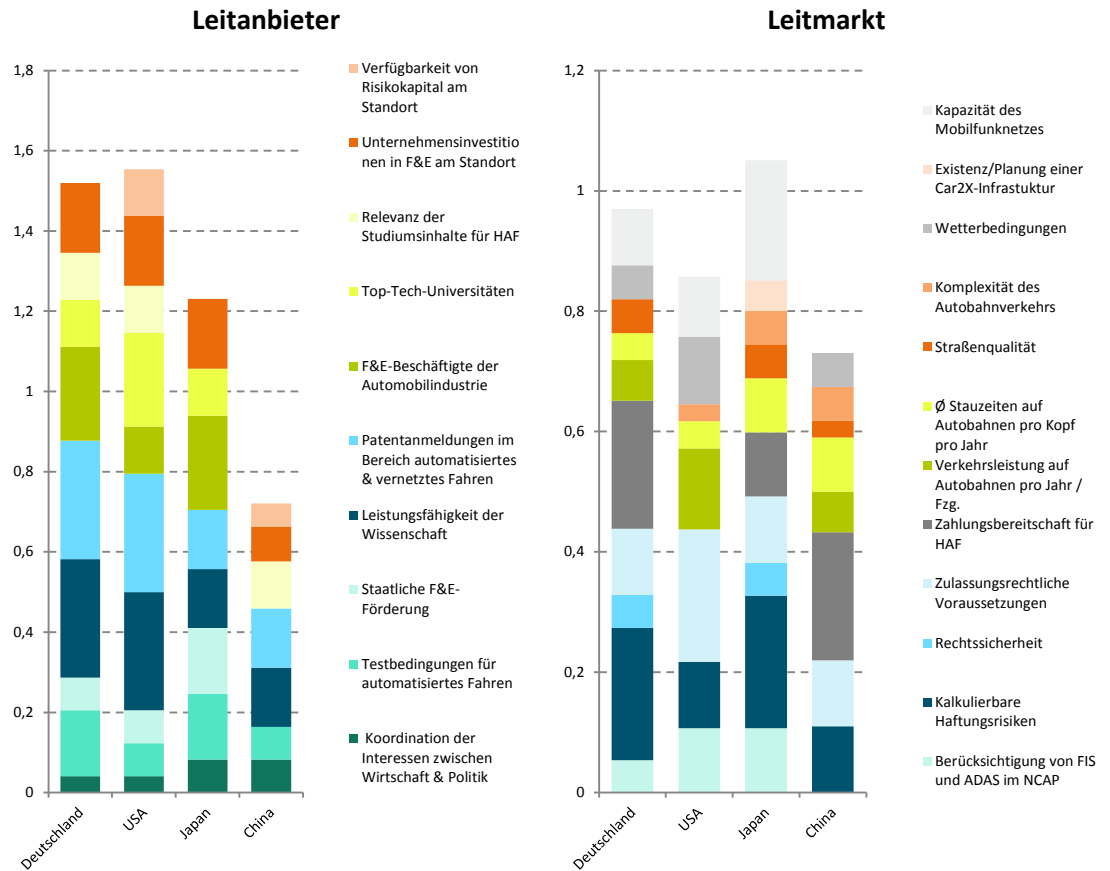 Leitanbieter
1,8
1,6
1,4
1,2
1
0,8
0,6
0,4
0,2
0
Deutschland
USA
Japan
China
Verfügbarkeit von
Risikokapital am
Standort
Unternehmensinvestitio
nen in F&E am Standort
Relevanz der
Studiumsinhalte für HAF
Top-Tech-Universitäten
F&E-Beschäftigte der
Automobilindustrie
Patentanmeldungen im
Bereich automatisiertes
& vernetztes Fahren
Leistungsfähigkeit der
Wissenschaft
Staatliche F&E-
Förderung
Testbedingungen für
automatisiertes Fahren
Koordination der
Interessen zwischen
Wirtschaft & Politik
Leitmarkt
1,2
1
0,8
0,6
0,4
0,2
0
Deutschland
USA
Japan
China
Kapazität des
Mobilfunknetzes
Existenz/Planung einer
Car2X-Infrastuktur
Wetterbedingungen
Komplexität des
Autobahnverkehrs
Straßenqualität
Ø Stauzeiten auf
Autobahnen pro Kopf
pro Jahr
Verkehrsleistung auf
Autobahnen pro Jahr /
Fzg.
Zahlungsbereitschaft für
HAF
Zulassungsrechtliche
Voraussetzungen
Rechtssicherheit
Kalkulierbare
Haftungsrisiken
Berücksichtigung von FIS
und ADAS im NCAP